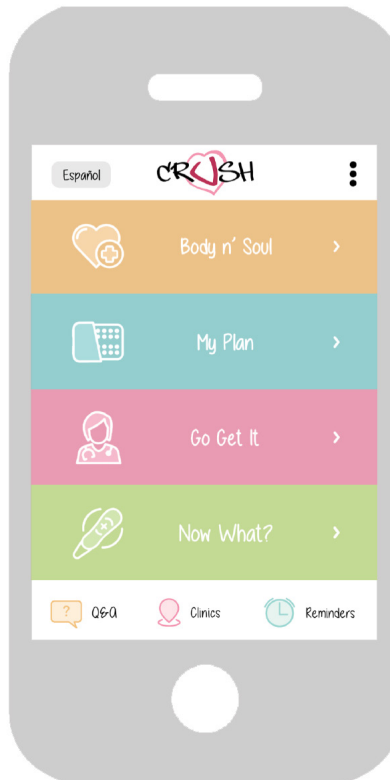 Español
CRUSH
Body n' Soul
My Plan
Go Get It
Now What?
?
Q&A
Clinics
Reminders